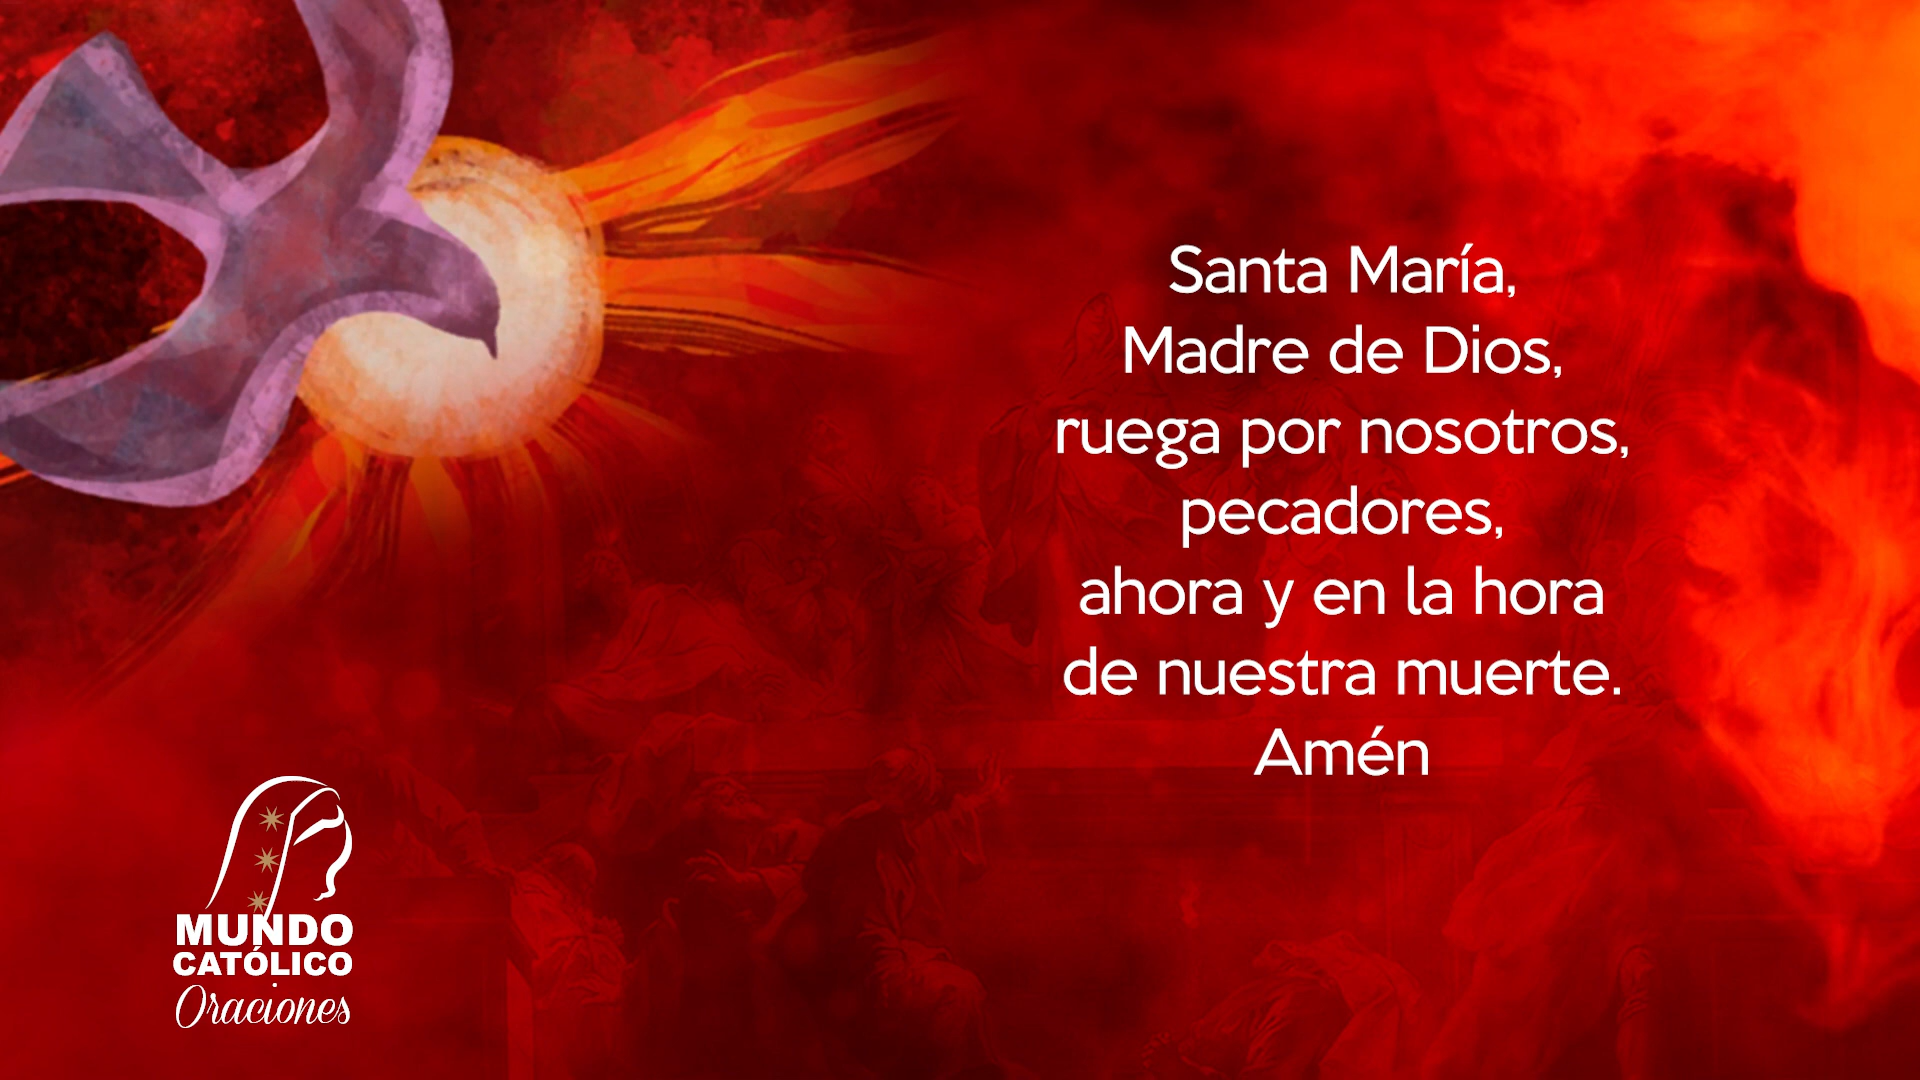 Santa María,
Madre de Dios,
ruega por nosotros,
pecadores,
ahora y en la hora
de nuestra muerte.
Amén
MUNDO
CATÓLICO
Oraciones